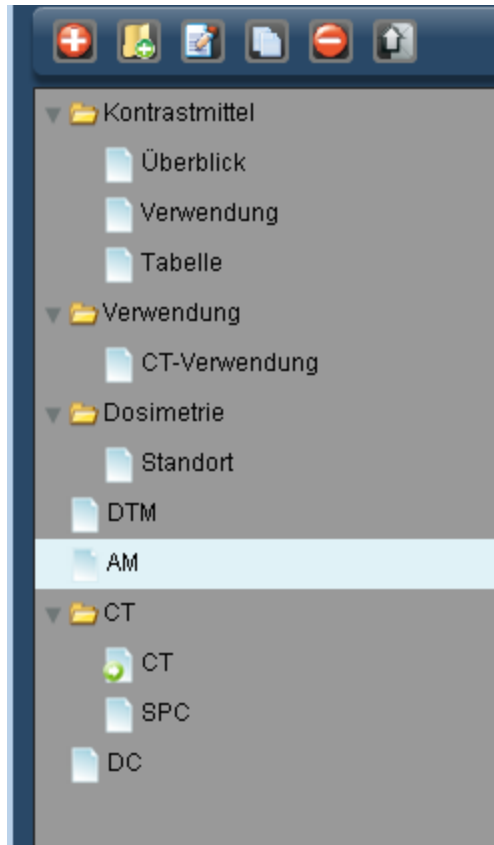 Kontrastmittel
Überblick
Verwendung
Tabelle
Verwendung
CT-Verwendung
Dosimetrie
Standort
DTM
AM
CT
CT
SPC
DC